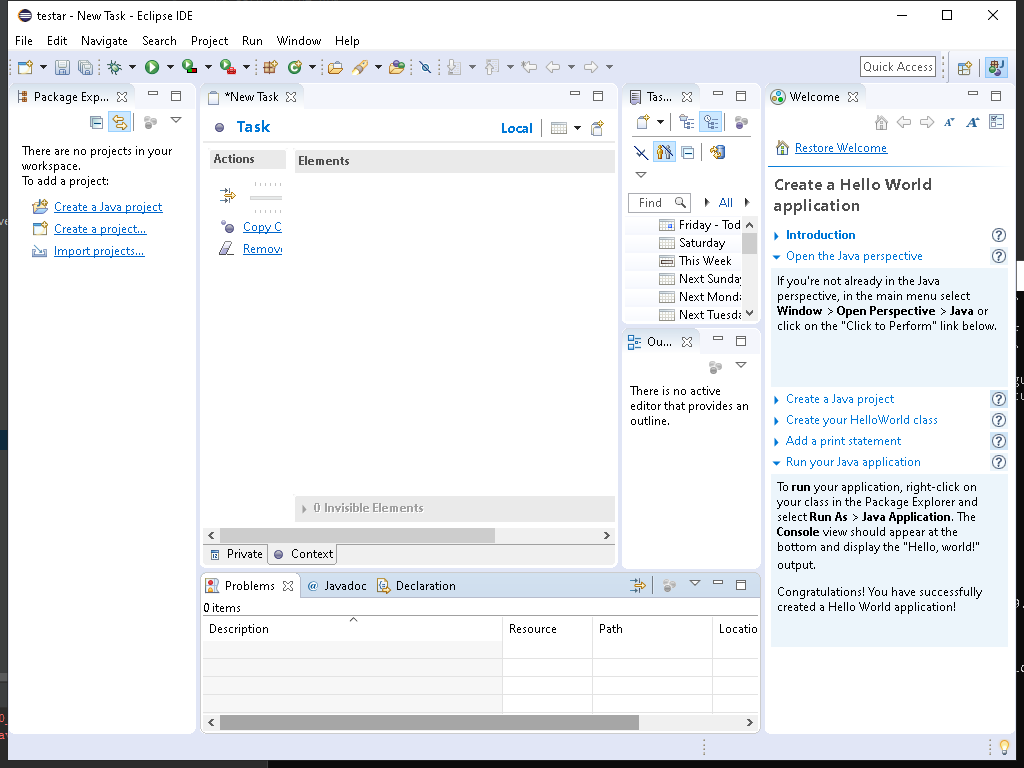 testar - New Task - Eclipse IDE
File Edit Navigate Search Project Run Window Help
Quick Access
Package Exp...
There are no projects in your
workspace.
To add a project:
Create a Java project
Create a project...
Import projects...
*New Task
Task
Local
Actions
Elements
Copy C
Remove
0 Invisible Elements
Private
Context
Tas...
Find
All
Friday - Tod
Saturday
This Week
Next Sunday
Next Monda
Next Tuesda
Ou...
There is no active
editor that provides an
outline.
Problems
@ Javadoc
Declaration
0 items
Description Resource Path Locatio
Welcome
Restore Welcome
Create a Hello World
application
Introduction
Open the Java perspective
If you're not already in the Java
perspective, in the main menu select
Window > Open Perspective > Java or
click on the "Click to Perform" link below.
Create a Java project
Create your HelloWorld class
Add a print statement
Run your Java application
To run your application, right-click on
your class in the Package Explorer and
select Run As > Java Application. The
Console view should appear at the
bottom and display the "Hello, world!"
output.
Congratulations! You have successfully
created a Hello World application!